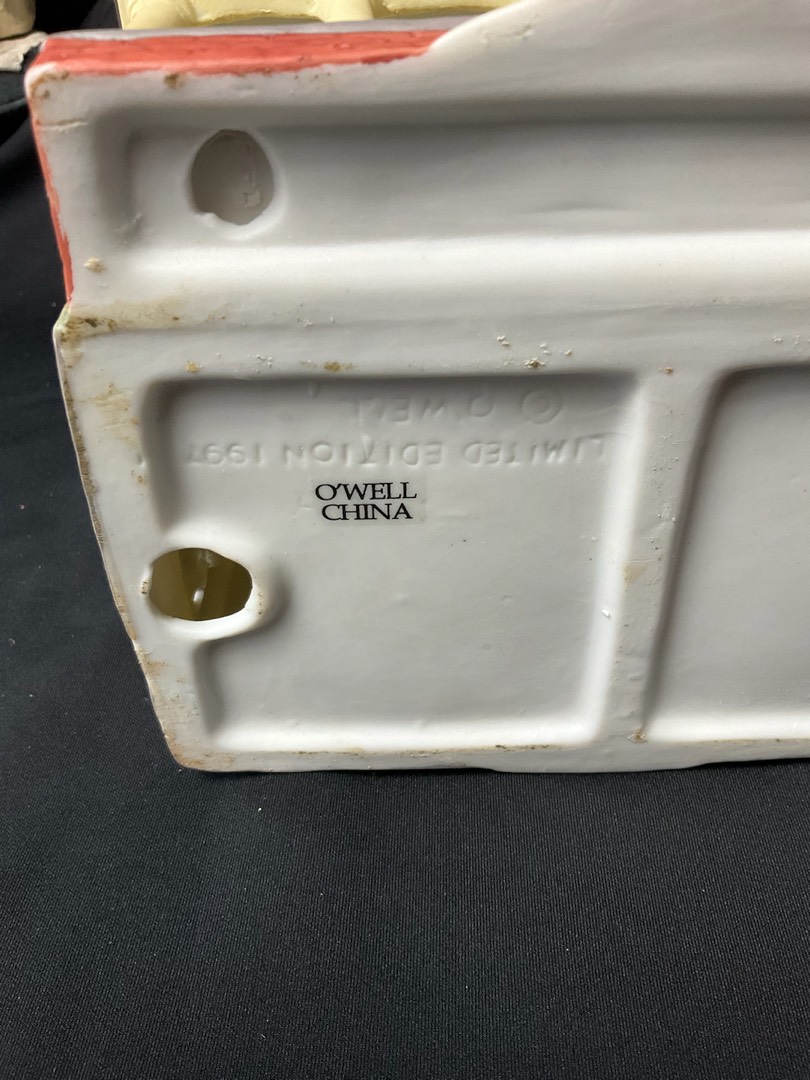 LIMITED EDITION 1997
© O'WELL
O'WELL
CHINA